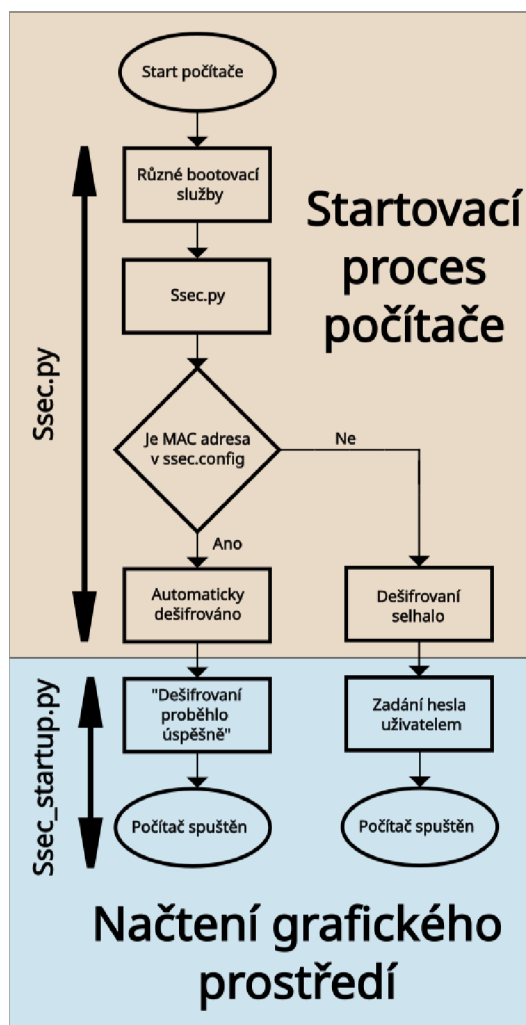 Start počítače
Různé bootovací
služby
Startovací
proces
počítače
Ssec.py
Ssec.py
Je MAC adresa
v ssec.config
Ne
Ano
Automaticky
dešifrováno
Dešifrovaní
selhalo
Ssec_startup.py
"Dešifrovaní
proběhlo
úspěšně"
Zadání hesla
uživatelem
Počítač spuštěn
Počítač spuštěn
Načtení grafického
prostředí